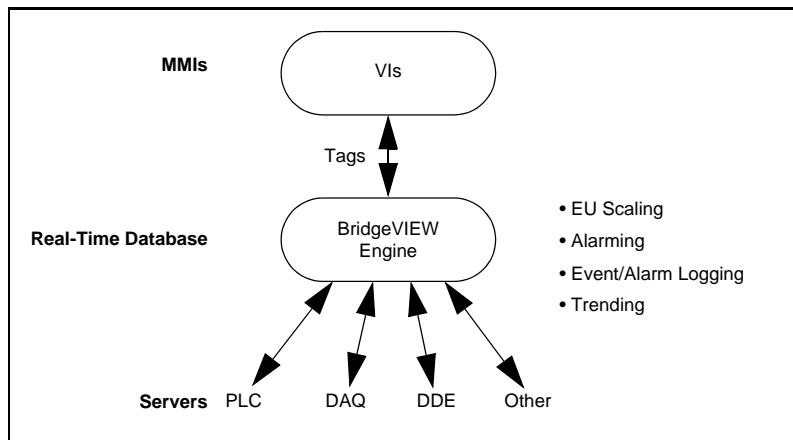 MMIs
VIs
Tags
Real-Time Database
BridgeVIEW
Engine
• EU Scaling
• Alarming
• Event/Alarm Logging
• Trending
Servers PLC DAQ DDE Other